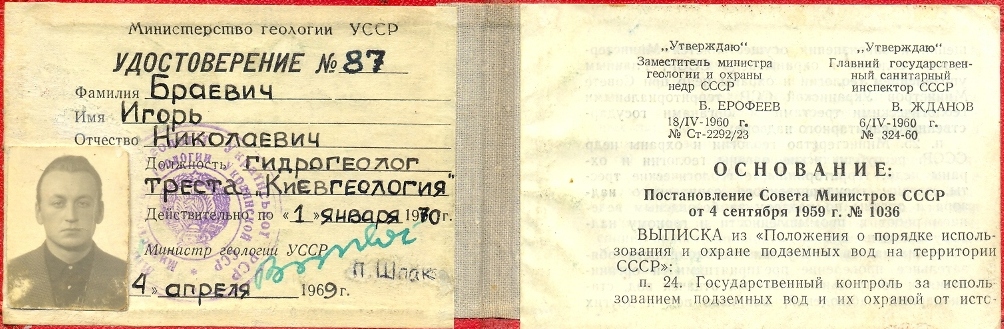 Министерство геологии УССР
УДОСТОВЕРЕНИЕ № 87
Фамилия Браевич
Имя Игорь
Отчество Николаевич
Должность гидрогеолог
треста „Киевгеология"
Действительно по «1» января 1970 г.
Министр геологии УССР
П. Шпак
4 » апреля 1969 г.
„Утверждаю“
Заместитель министра
геологии и охраны
недр СССР
В. ЕРОФЕЕВ
18/IV-1960 г.
№ Ст-2292/23
„Утверждаю“
Главный государствен-
ный санитарный
инспектор СССР
В. ЖДАНОВ
6/IV-1960 г.
№ 324-60
ОСНОВАНИЕ:
Постановление Совета Министров СССР
от 4 сентября 1959 г. № 1036
ВЫПИСКА из «Положения о порядке исполь-
зования и охране подземных вод на территории
СССР»:
п. 24. Государственный контроль за исполь-
зованием подземных вод и их охраной от исто-